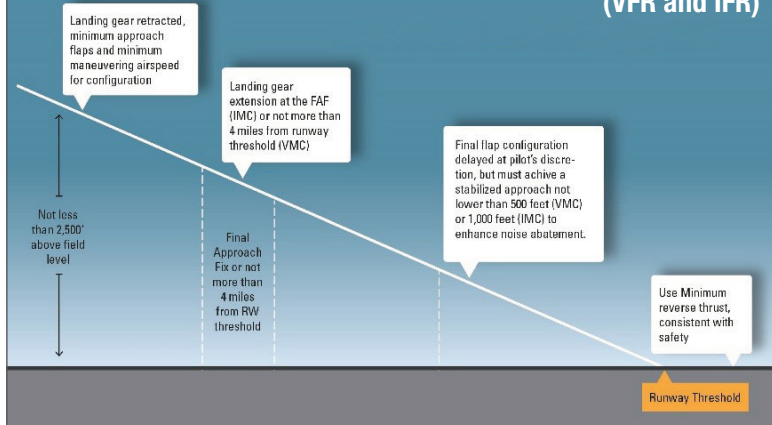 (VFR and IFR)
Landing gear retracted,
minimum approach
flaps and minimum
maneuvering airspeed
for configuration
Landing gear
extension at the FAF
(IMC) or not more than
4 miles from runway
threshold (VMC)
Final flap configuration
delayed at pilot's discre-
tion, but must achive a
stabilized approach not
lower than 500 feet (VMC)
or 1,000 feet (IMC) to
enhance noise abatement.
Not less
than 2,500'
above field
level
Final
Approach
Fix or not
more than
4 miles
from RW
threshold
Use Minimum
reverse thrust,
consistent with
safety
Runway Threshold